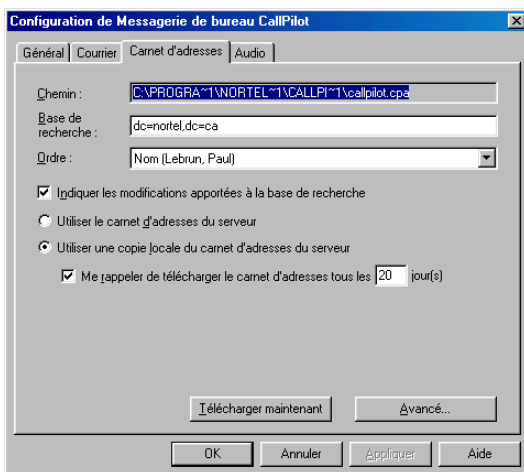 Configuration de Messagerie de bureau CallPilot
Général Courrier Carnet d'adresses Audio
Chemin : C:\PROGRA~1\NORTEL~1\CALLPI~1\callpilot.cpa
Base de recherche : dc=nortel,dc=ca
Ordre : Nom (Lebrun, Paul)
Indiquer les modifications apportées à la base de recherche
Utiliser le carnet d'adresses du serveur
Utiliser une copie locale du carnet d'adresses du serveur
Me rappeler de télécharger le carnet d'adresses tous les 20 jour(s)
Télécharger maintenant Avancé...
OK Annuler Appliquer Aide